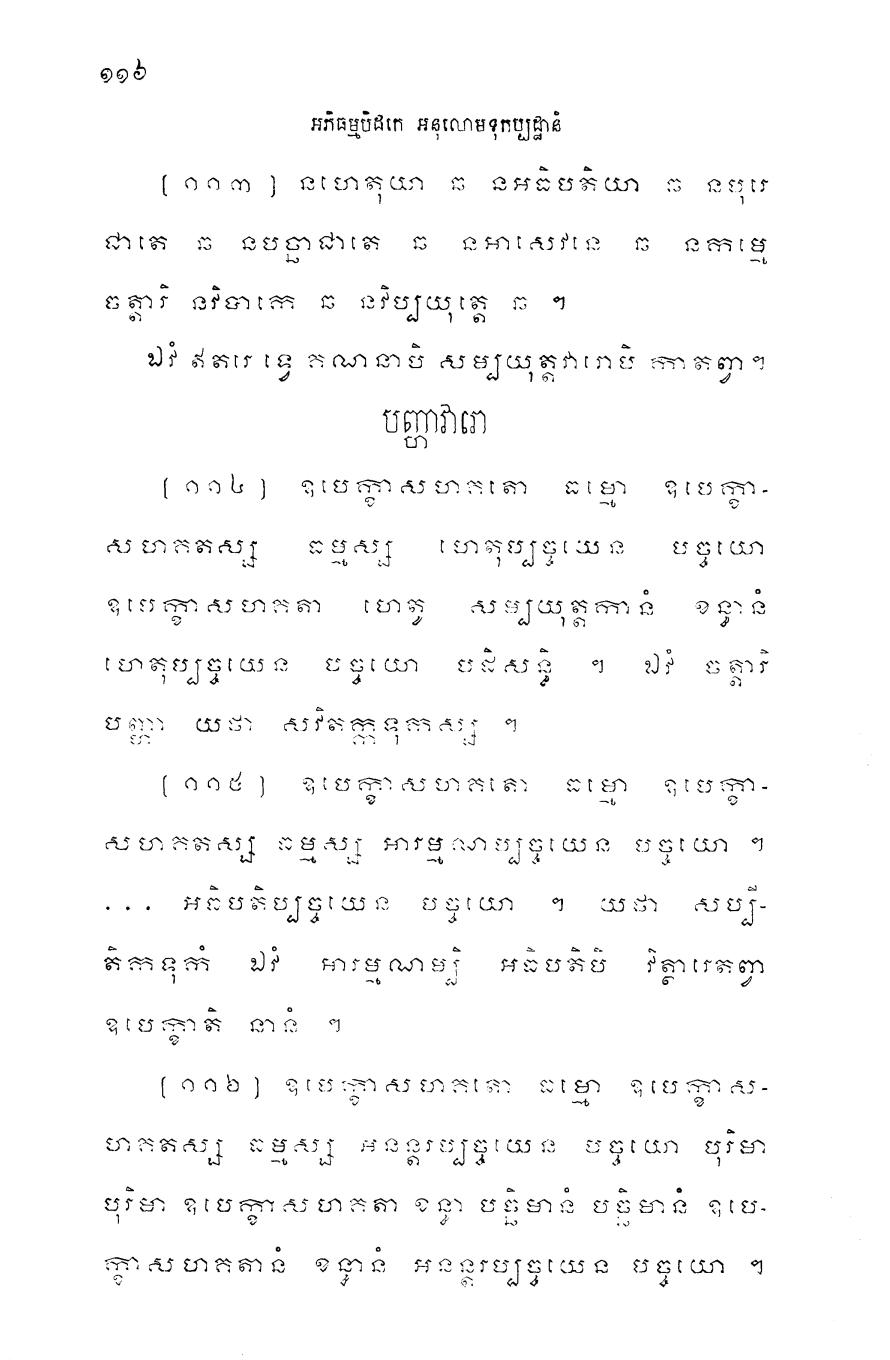 ១១៦
អភិធម្មបិដកេ អនុលោមទុកប្បដ្ឋានំ
(១១៣) នហេតុយា ឆ នអធិបតិយា ឆ នបុរេ
ជាតេ ឆ នបច្ឆាជាតេ ឆ នអាសេវនេ ឆ នកម្មេ
ចត្តារិ នវិបាកេ ឆ នវិប្បយុត្តេ ឆ ។
ឯវំ ឥតរេ ទ្វេ គណនាបិ សម្បយុត្តវារោបិ កាតព្វា ។
បញ្ហាវារោ
(១១៤) ឧបេក្ខាសហគតោ ធម្មោ ឧបេក្ខា-
សហគតស្ស ធម្មស្ស ហេតុប្បច្ចយេន បច្ចយោ
ឧបេក្ខាសហគតា ហេតូ សម្បយុត្តកានំ ខន្ធានំ
ហេតុប្បច្ចយេន បច្ចយោ បដិសន្ធិ ។ ឯវំ ចត្តារិ
បញ្ហា យថា សវិតក្កទុកស្ស ។
(១១៥) ឧបេក្ខាសហគតោ ធម្មោ ឧបេក្ខា-
សហគតស្ស ធម្មស្ស អារម្មណប្បច្ចយេន បច្ចយោ ។
... អធិបតិប្បច្ចយេន បច្ចយោ ។ យថា សប្បី-
តិកទុកំ ឯវំ អារម្មណម្បិ អធិបតិបិ វិត្ថារេតព្វា
ឧបេក្ខាតិ នានំ ។
(១១៦) ឧបេក្ខាសហគតោ ធម្មោ ឧបេក្ខាស-
ហគតស្ស ធម្មស្ស អនន្តរប្បច្ចយេន បច្ចយោ បុរិមា
បុរិមា ឧបេក្ខាសហគតា ខន្ធា បច្ឆិមានំ បច្ឆិមានំ ឧបេ-
ក្ខាសហគតានំ ខន្ធានំ អនន្តរប្បច្ចយេន បច្ចយោ ។